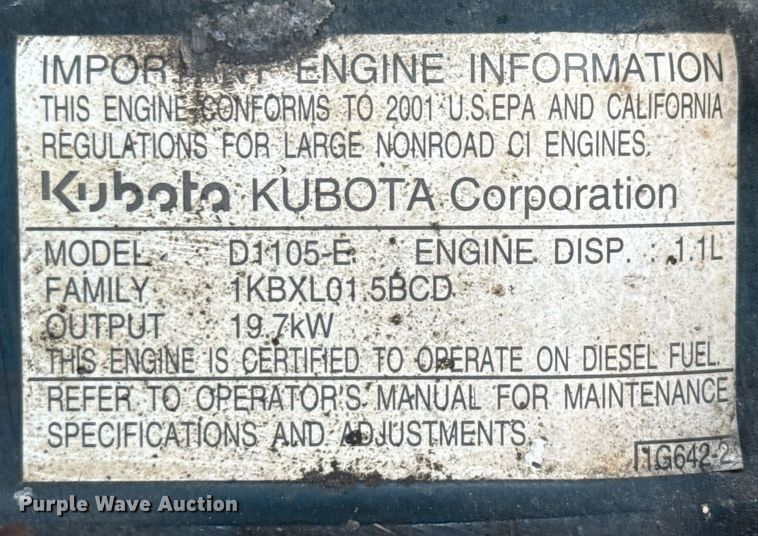 IMPORTANT ENGINE INFORMATION
THIS ENGINE CONFORMS TO 2001 U.S.EPA AND CALIFORNIA
REGULATIONS FOR LARGE NONROAD CI ENGINES.
Kubota KUBOTA Corporation
MODEL D1105-E ENGINE DISP. : 1.1L
FAMILY 1KBXL01.5BCD
OUTPUT 19.7kW
THIS ENGINE IS CERTIFIED TO OPERATE ON DIESEL FUEL.
REFER TO OPERATOR'S MANUAL FOR MAINTENANCE
SPECIFICATIONS AND ADJUSTMENTS.
1G642-2
Purple Wave Auction